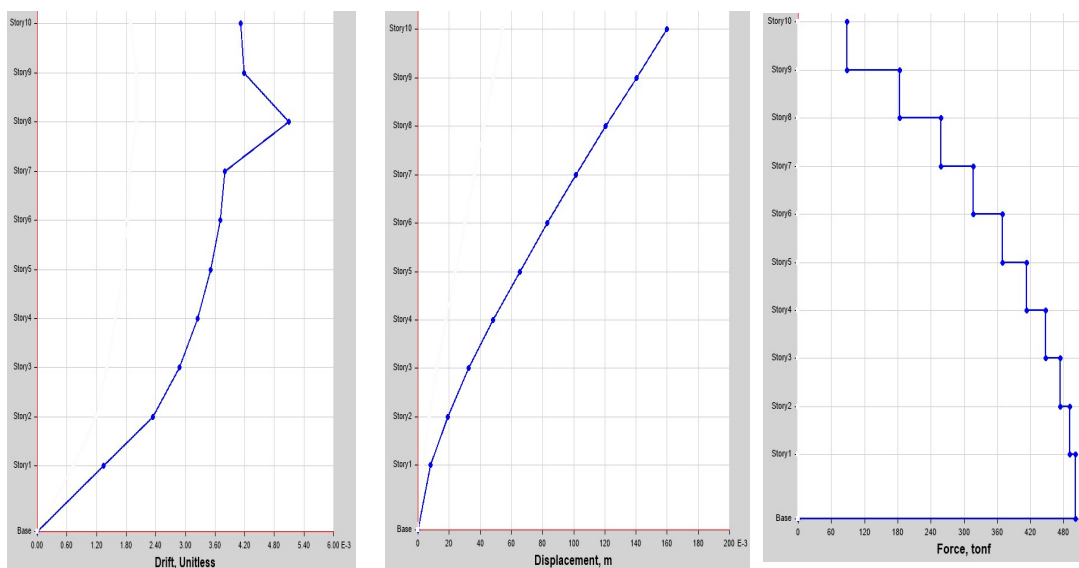 Story10
Story9
Story8
Story7
Story6
Story5
Story4
Story3
Story2
Story1
Base
0.00 0.60 1.20 1.80 2.40 3.00 3.60 4.20 4.80 5.40 6.00 E-3
Drift, Unitless
Story10
Story9
Story8
Story7
Story6
Story5
Story4
Story3
Story2
Story1
Base
0 20 40 60 80 100 120 140 160 180 200 E-3
Displacement, m
Story10
Story9
Story8
Story7
Story6
Story5
Story4
Story3
Story2
Story1
Base
0 60 120 180 240 300 360 420 480
Force, tonf